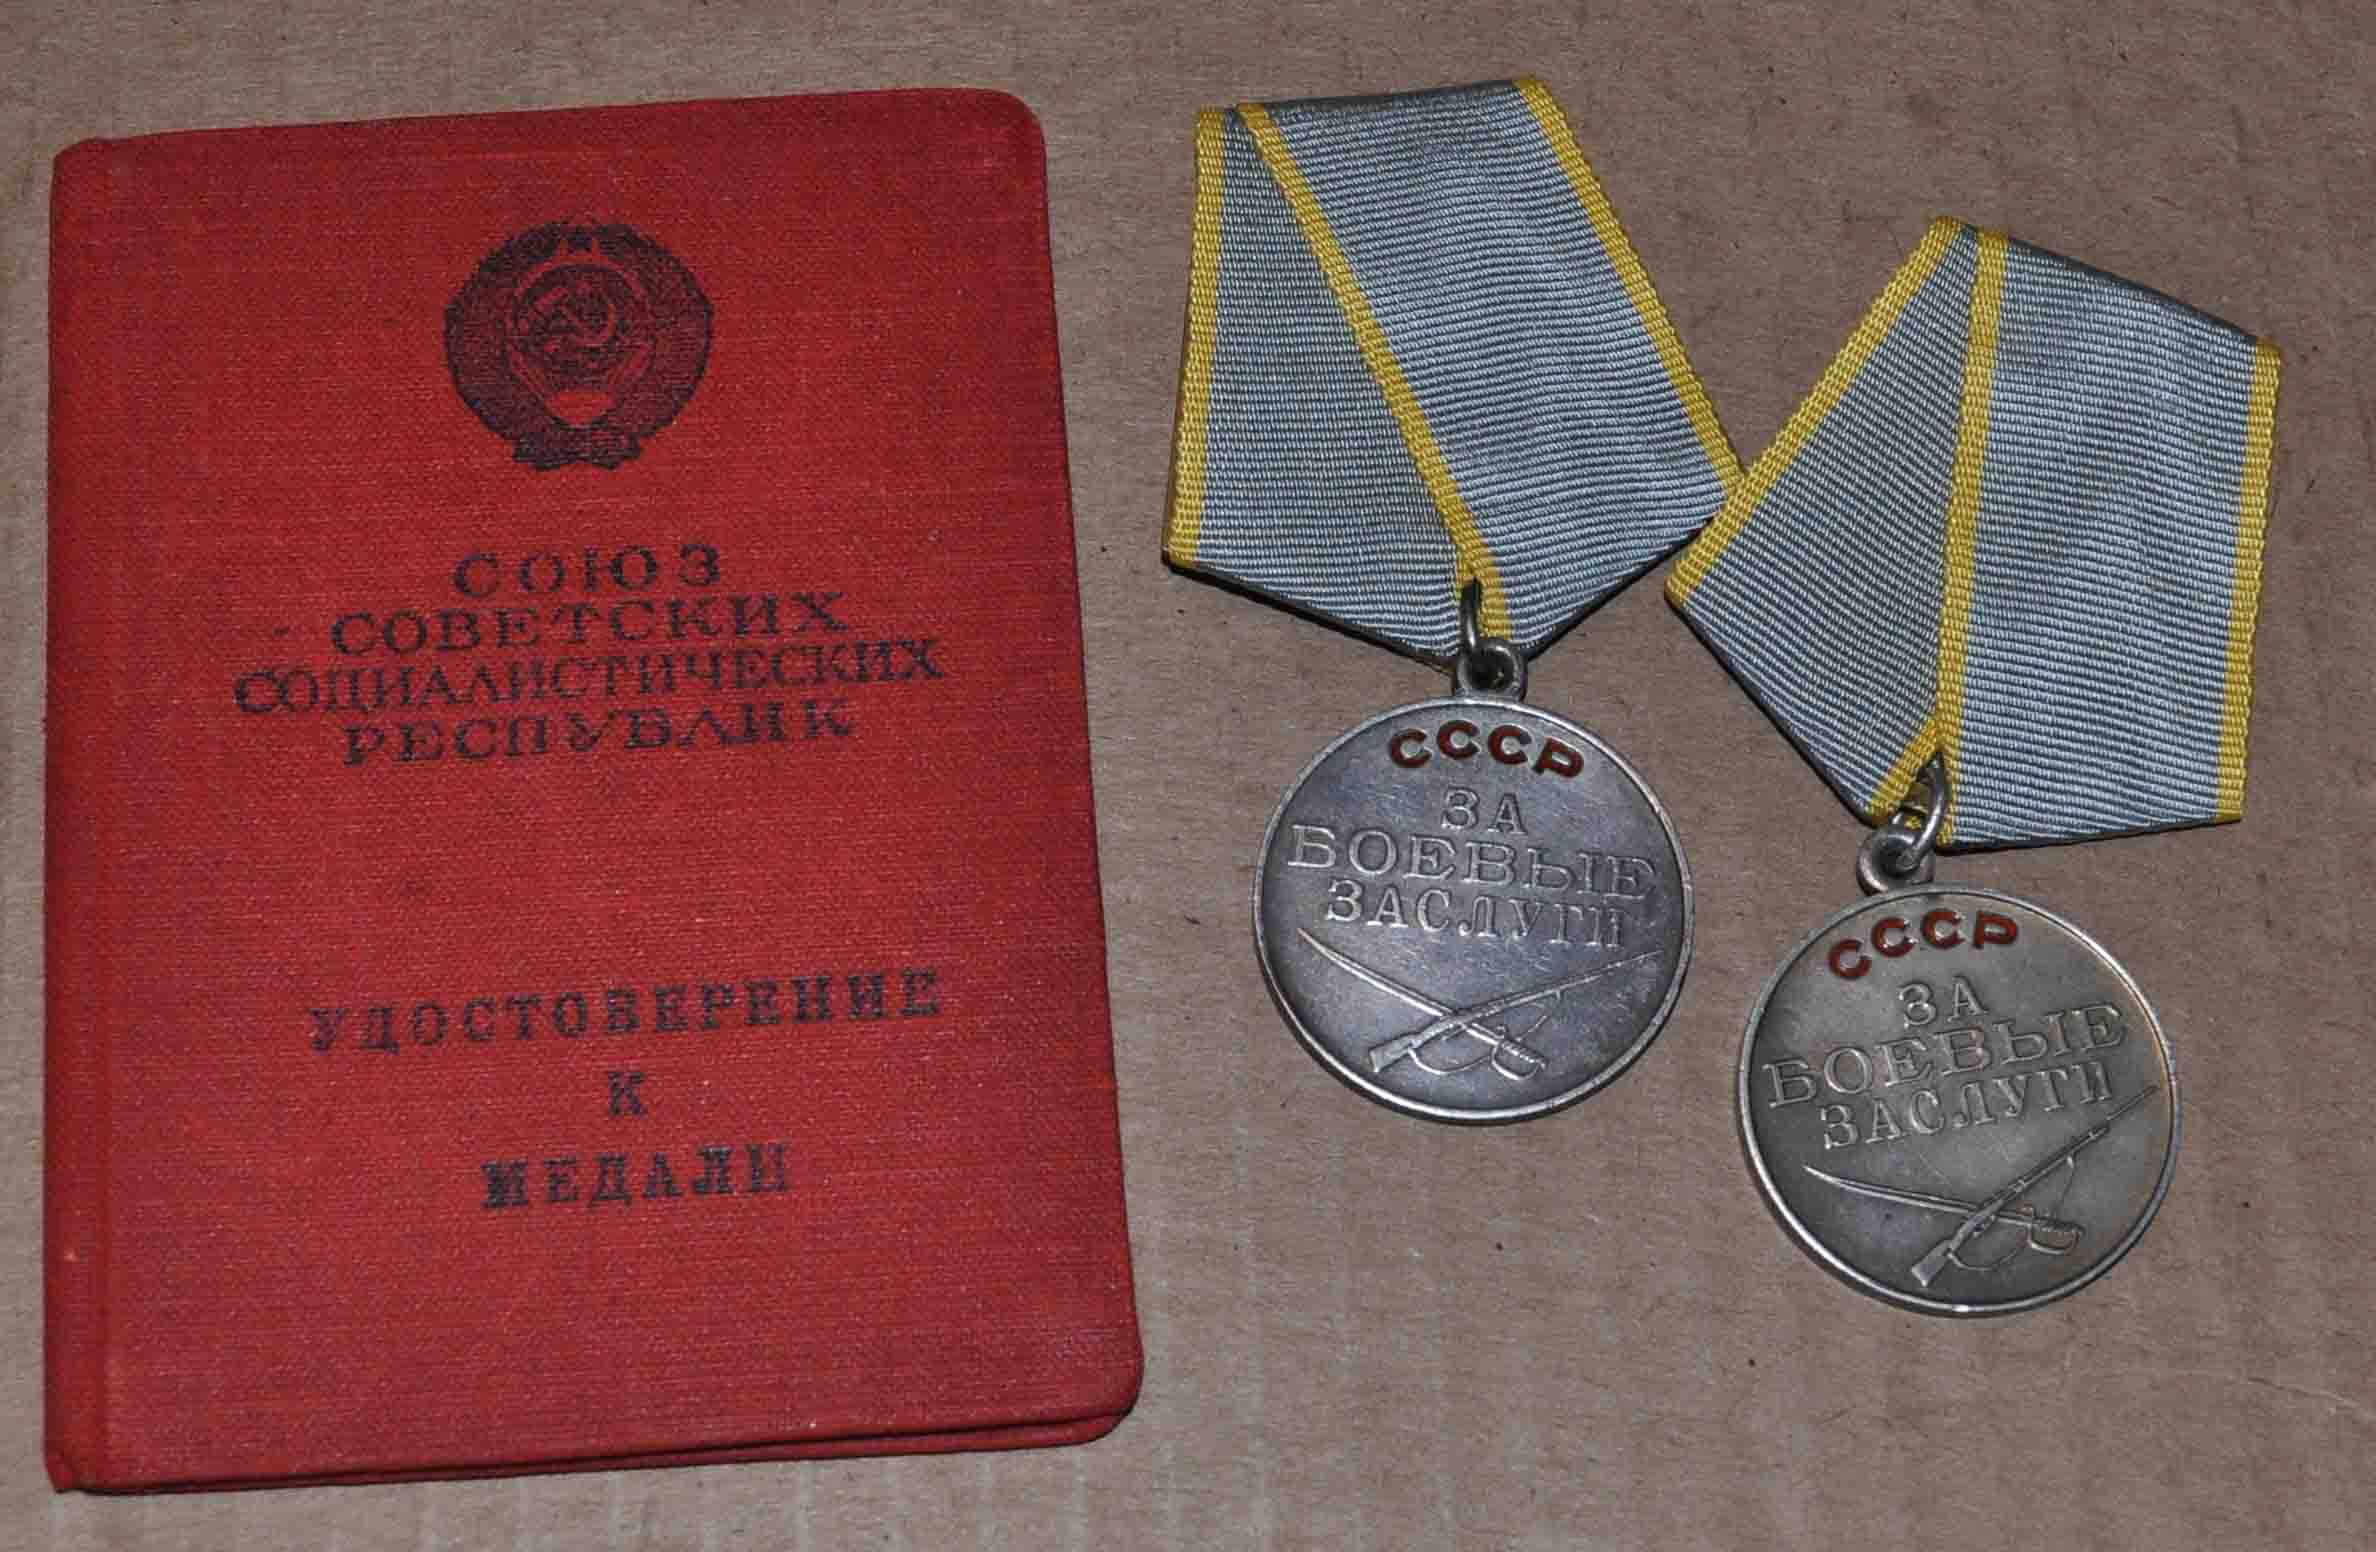 СОЮЗ
СОВЕТСКИХ
СОЦИАЛИСТИЧЕСКИХ
РЕСПУБЛИК
УДОСТОВЕРЕНИЕ
К
МЕДАЛИ
СССР
ЗА
БОЕВЫЕ
ЗАСЛУГИ
СССР
ЗА
БОЕВЫЕ
ЗАСЛУГИ